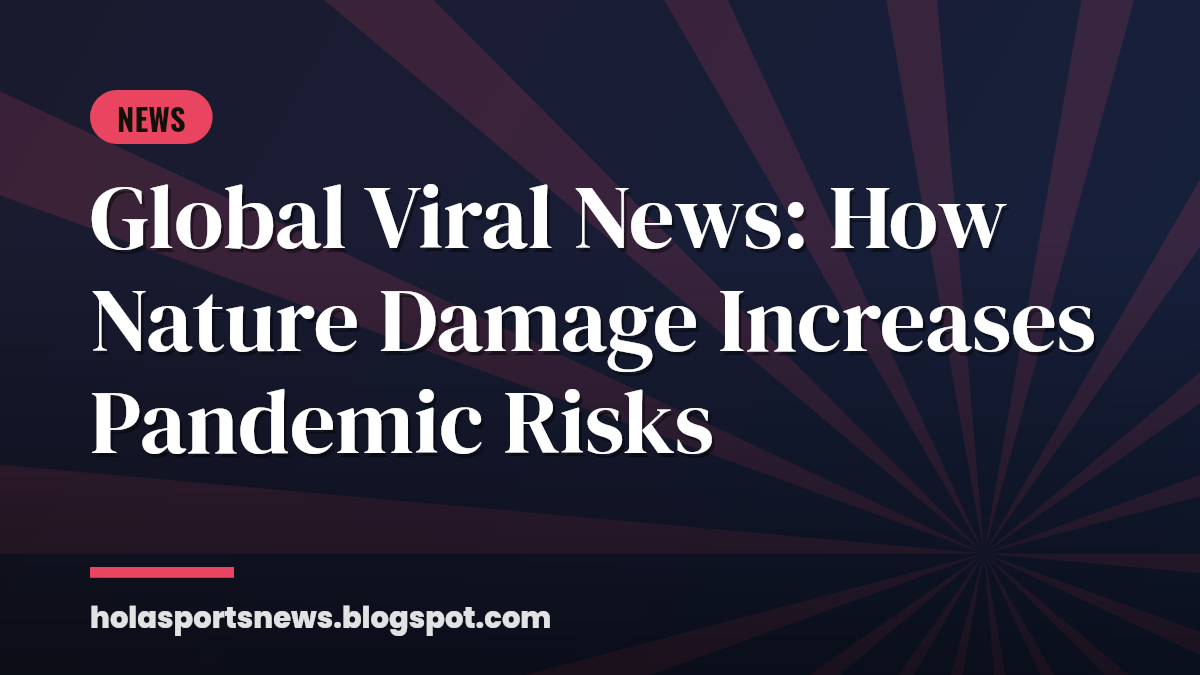 NEWS
Global Viral News: How
Nature Damage Increases
Pandemic Risks
holasportsnews.blogspot.com